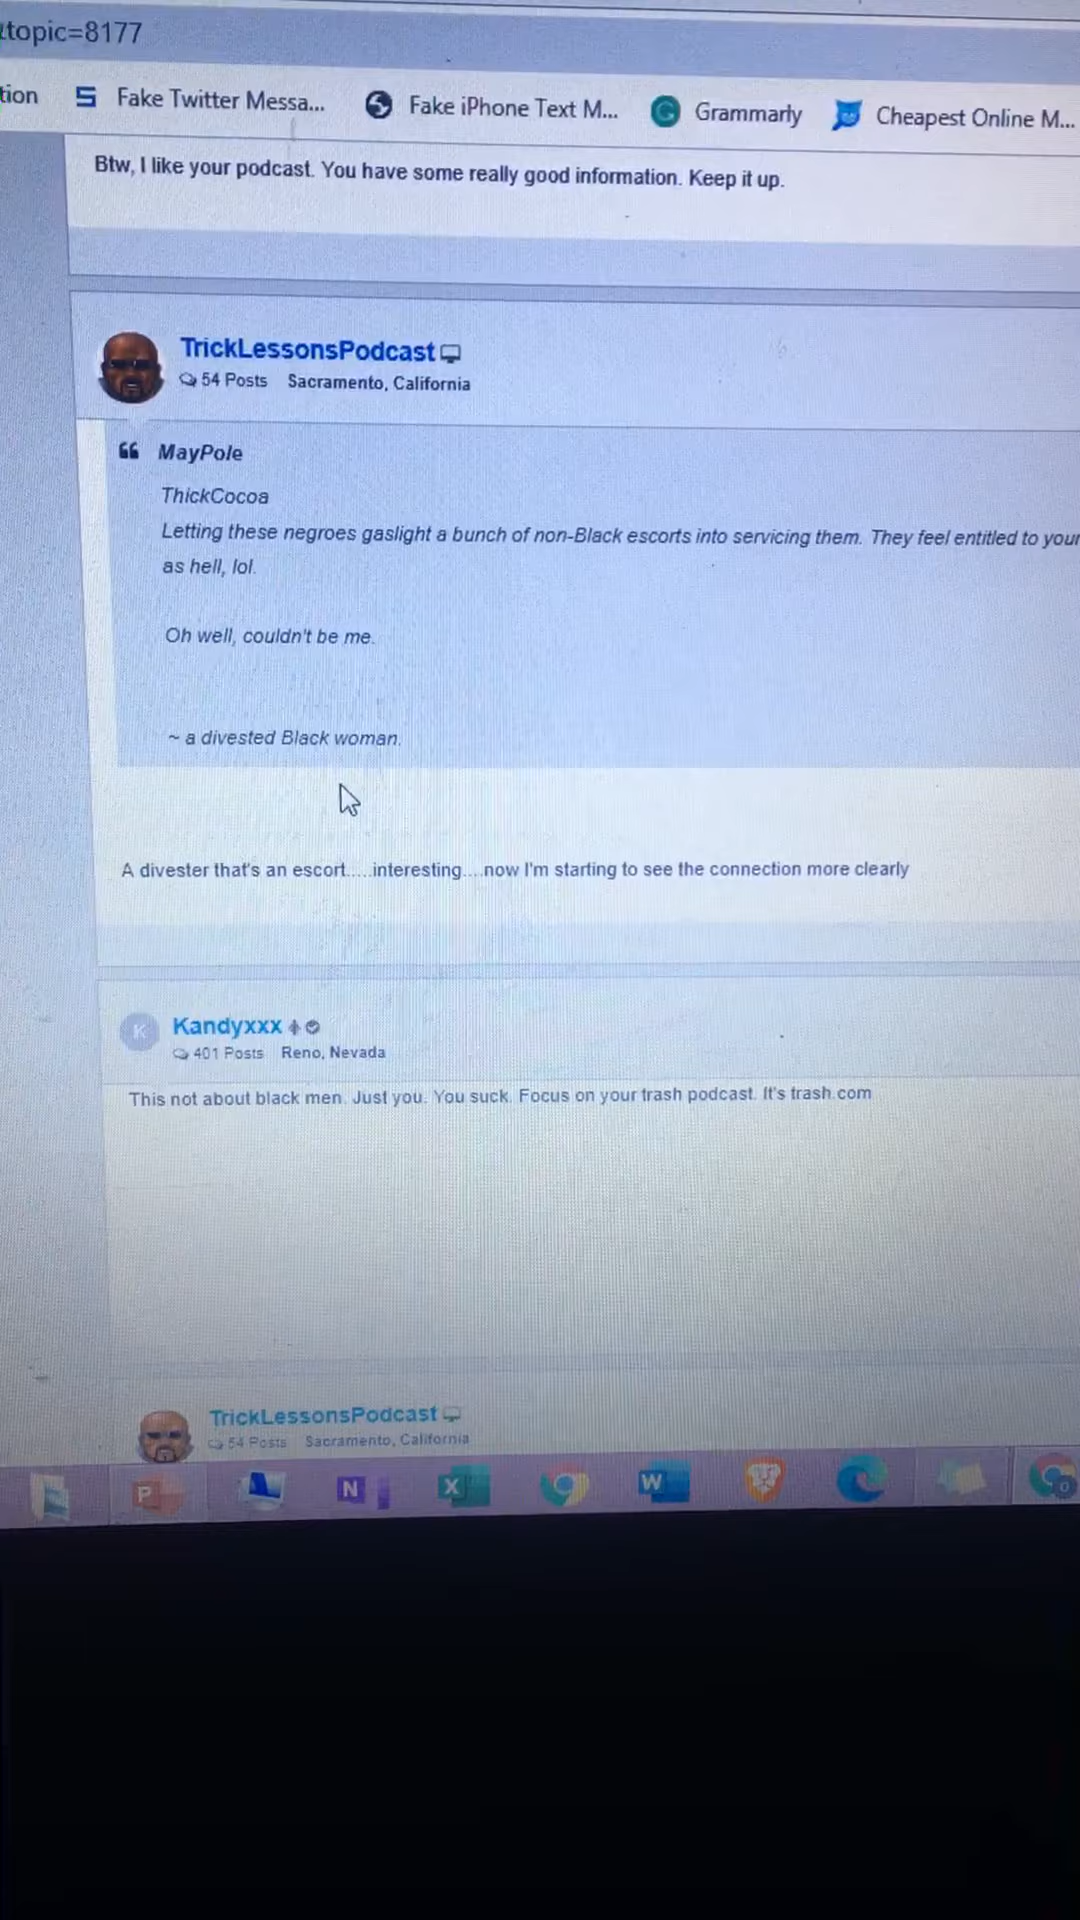 topic=8177
tion Fake Twitter Messa... Fake iPhone Text M... Grammarly Cheapest Online M...
Btw, I like your podcast. You have some really good information. Keep it up.
TrickLessonsPodcast
54 Posts Sacramento, California
MayPole
ThickCocoa
Letting these negroes gaslight a bunch of non-Black escorts into servicing them. They feel entitled to your
as hell, lol.
Oh well, couldn't be me.
~ a divested Black woman.
A divester that's an escort.....interesting....now I'm starting to see the connection more clearly
K
Kandyxxx
401 Posts Reno, Nevada
This not about black men. Just you. You suck. Focus on your trash podcast. It's trash.com
TrickLessonsPodcast
54 Posts Sacramento, California
P N X W